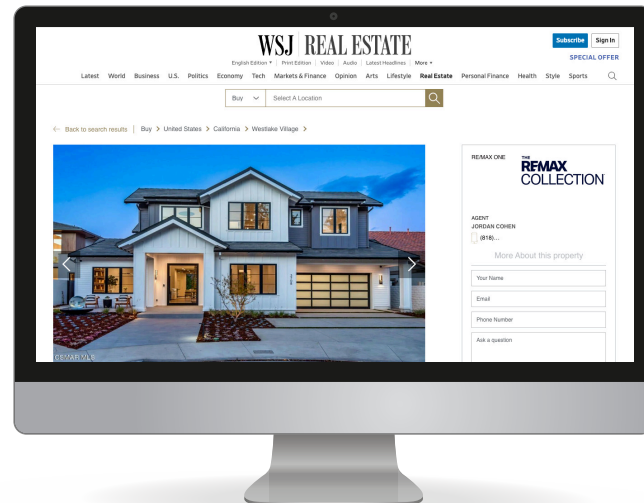 WSJ REAL ESTATE
Subscribe Sign In
English Edition Print Edition Video Audio Latest Headlines More
SPECIAL OFFER
Latest World Business U.S. Politics Economy Tech Markets & Finance Opinion Arts Lifestyle Real Estate Personal Finance Health Style Sports
Buy Select A Location
← Back to search results | Buy > United States > California > Westlake Village >
RE/MAX ONE
THE
RE/MAX
COLLECTION
AGENT
JORDAN COHEN
(818)...
More About this property
Your Name
Email
Phone Number
Ask a question